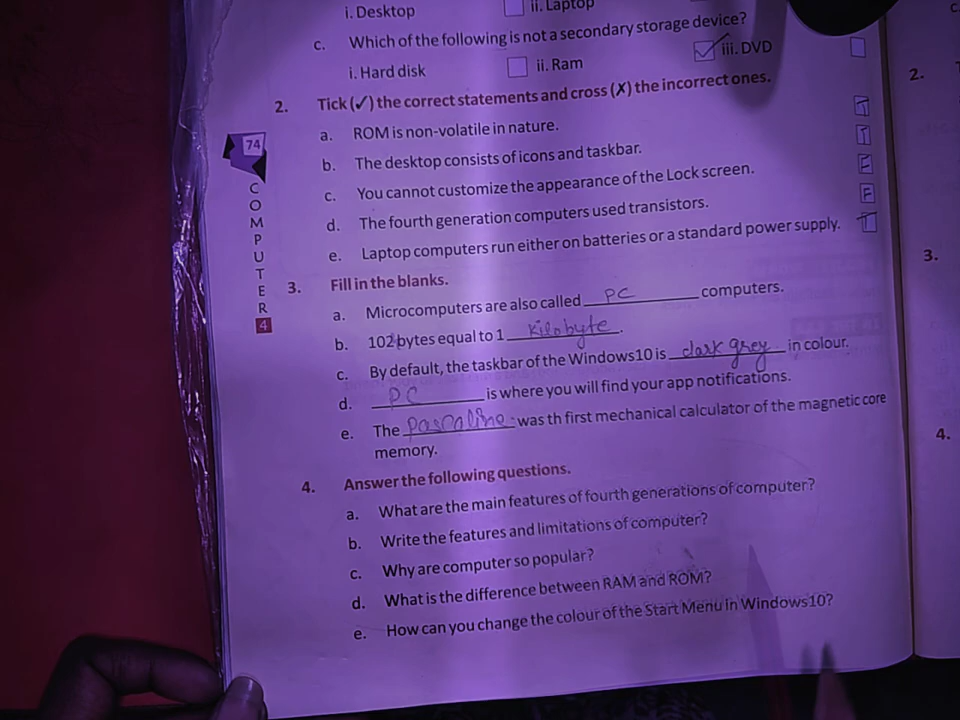 i. Desktop ii. Laptop
c. Which of the following is not a secondary storage device?
i. Hard disk ii. Ram iii. DVD
2. Tick (✓) the correct statements and cross (✗) the incorrect ones.
a. ROM is non-volatile in nature. T
b. The desktop consists of icons and taskbar. T
c. You cannot customize the appearance of the Lock screen. F
d. The fourth generation computers used transistors. F
e. Laptop computers run either on batteries or a standard power supply. T
74
COMPUTER
4
3. Fill in the blanks.
a. Microcomputers are also called PC computers.
b. 102 bytes equal to 1 Kilobyte.
c. By default, the taskbar of the Windows10 is dark grey in colour.
d. PC is where you will find your app notifications.
e. The pascaline was th first mechanical calculator of the magnetic core
memory.
4. Answer the following questions.
a. What are the main features of fourth generations of computer?
b. Write the features and limitations of computer?
c. Why are computer so popular?
d. What is the difference between RAM and ROM?
e. How can you change the colour of the Start Menu in Windows10?
2.
3.
4.